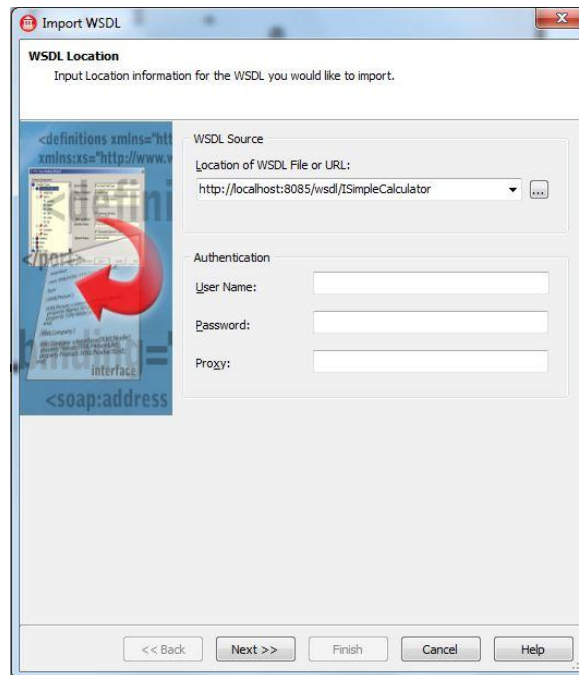 Import WSDL
WSDL Location
Input Location information for the WSDL you would like to import.
<definitions xmlns="htt
xmlns:xs="http://www.w
<defini
</port>
binding="
interface
<soap:address
WSDL Source
Location of WSDL File or URL:
http://localhost:8085/wsdl/ISimpleCalculator
...
Authentication
User Name:
Password:
Proxy:
<< Back
Next >>
Finish
Cancel
Help